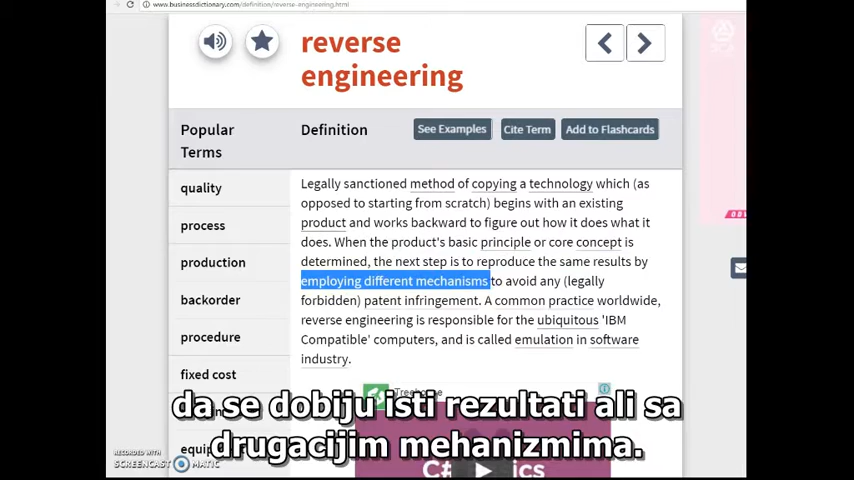 www.businessdictionary.com/definition/reverse-engineering.html
reverse
engineering
Popular
Terms
Definition
See Examples
Cite Term
Add to Flashcards
quality
process
production
backorder
procedure
fixed cost
Legally sanctioned method of copying a technology which (as
opposed to starting from scratch) begins with an existing
product and works backward to figure out how it does what it
does. When the product's basic principle or core concept is
determined, the next step is to reproduce the same results by
employing different mechanisms to avoid any (legally
forbidden) patent infringement. A common practice worldwide,
reverse engineering is responsible for the ubiquitous 'IBM
Compatible' computers, and is called emulation in software
industry.
da se dobiju isti rezultati ali sa
drugacijim mehanizmima.
RECORDED WITH
SCREENCAST MATIC